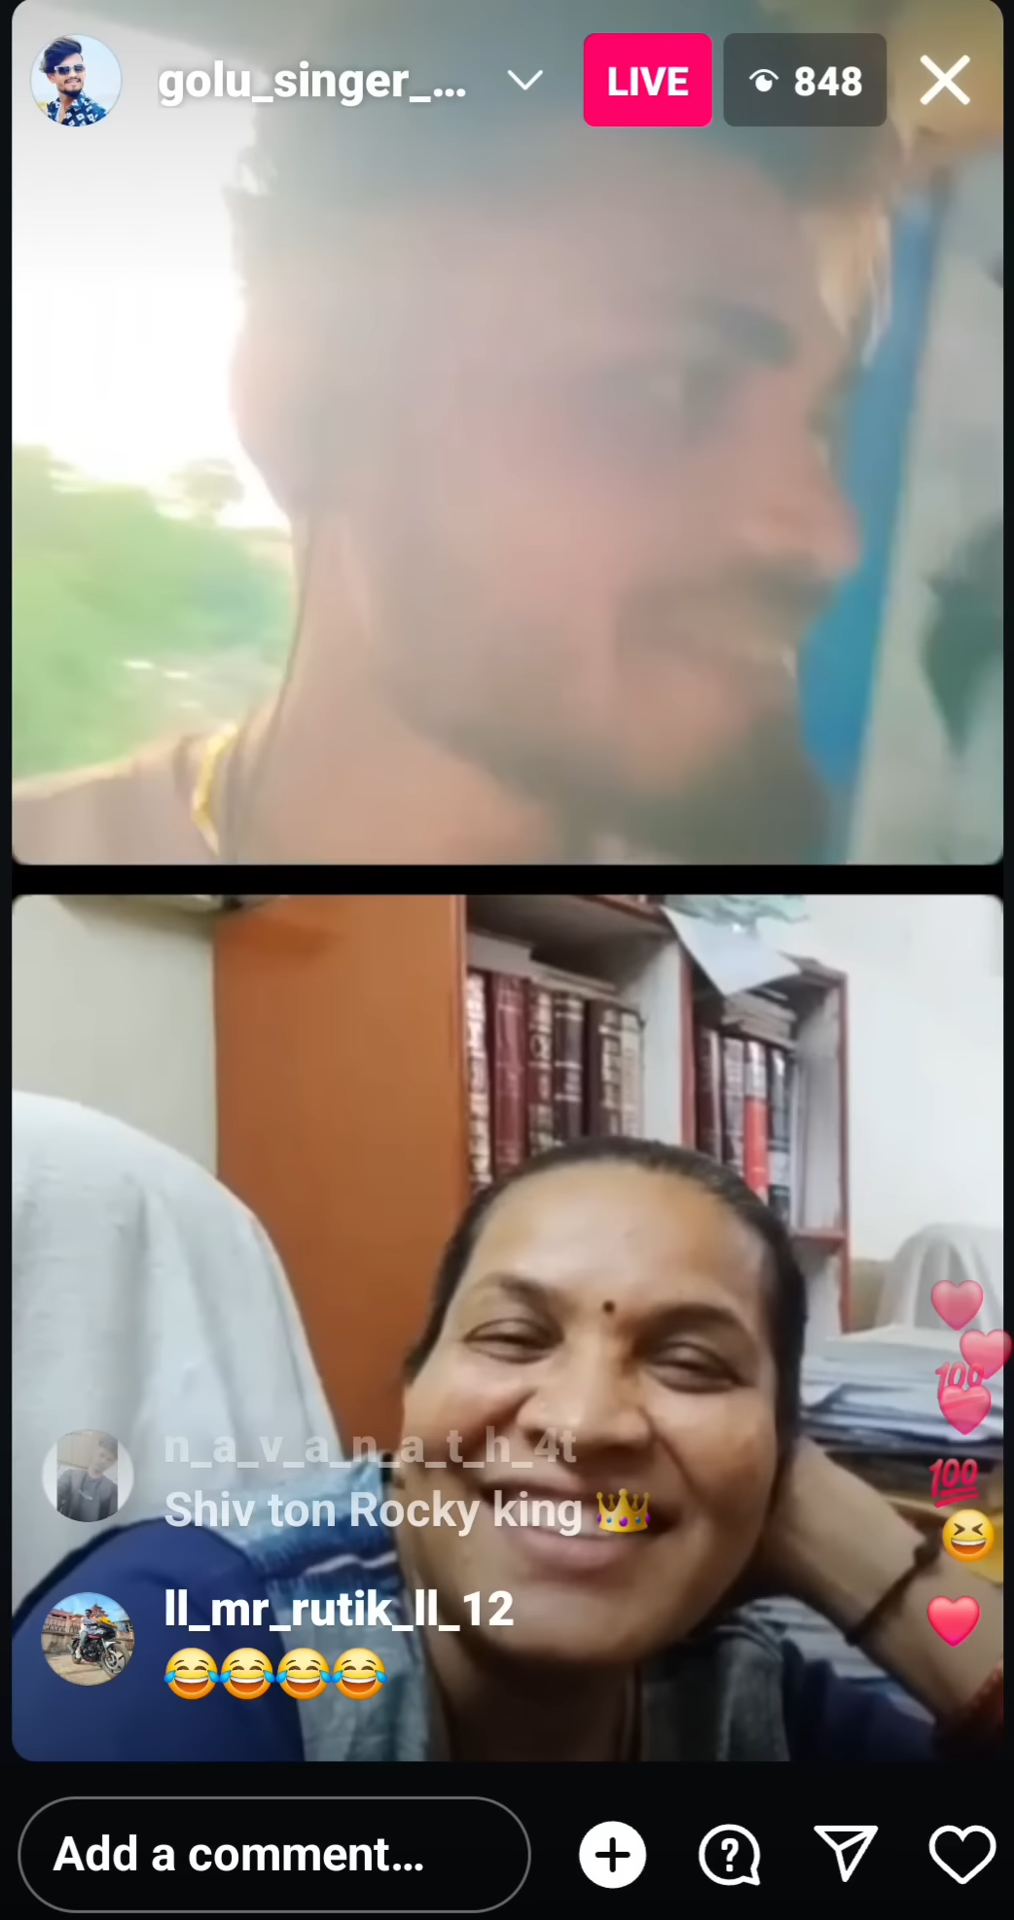 golu_singer_...
LIVE
848
n_a_v_a_n_a_t_h_4t
Shiv ton Rocky king 👑
ll_mr_rutik_ll_12
😂😂😂😂
💯
💯
Add a comment...